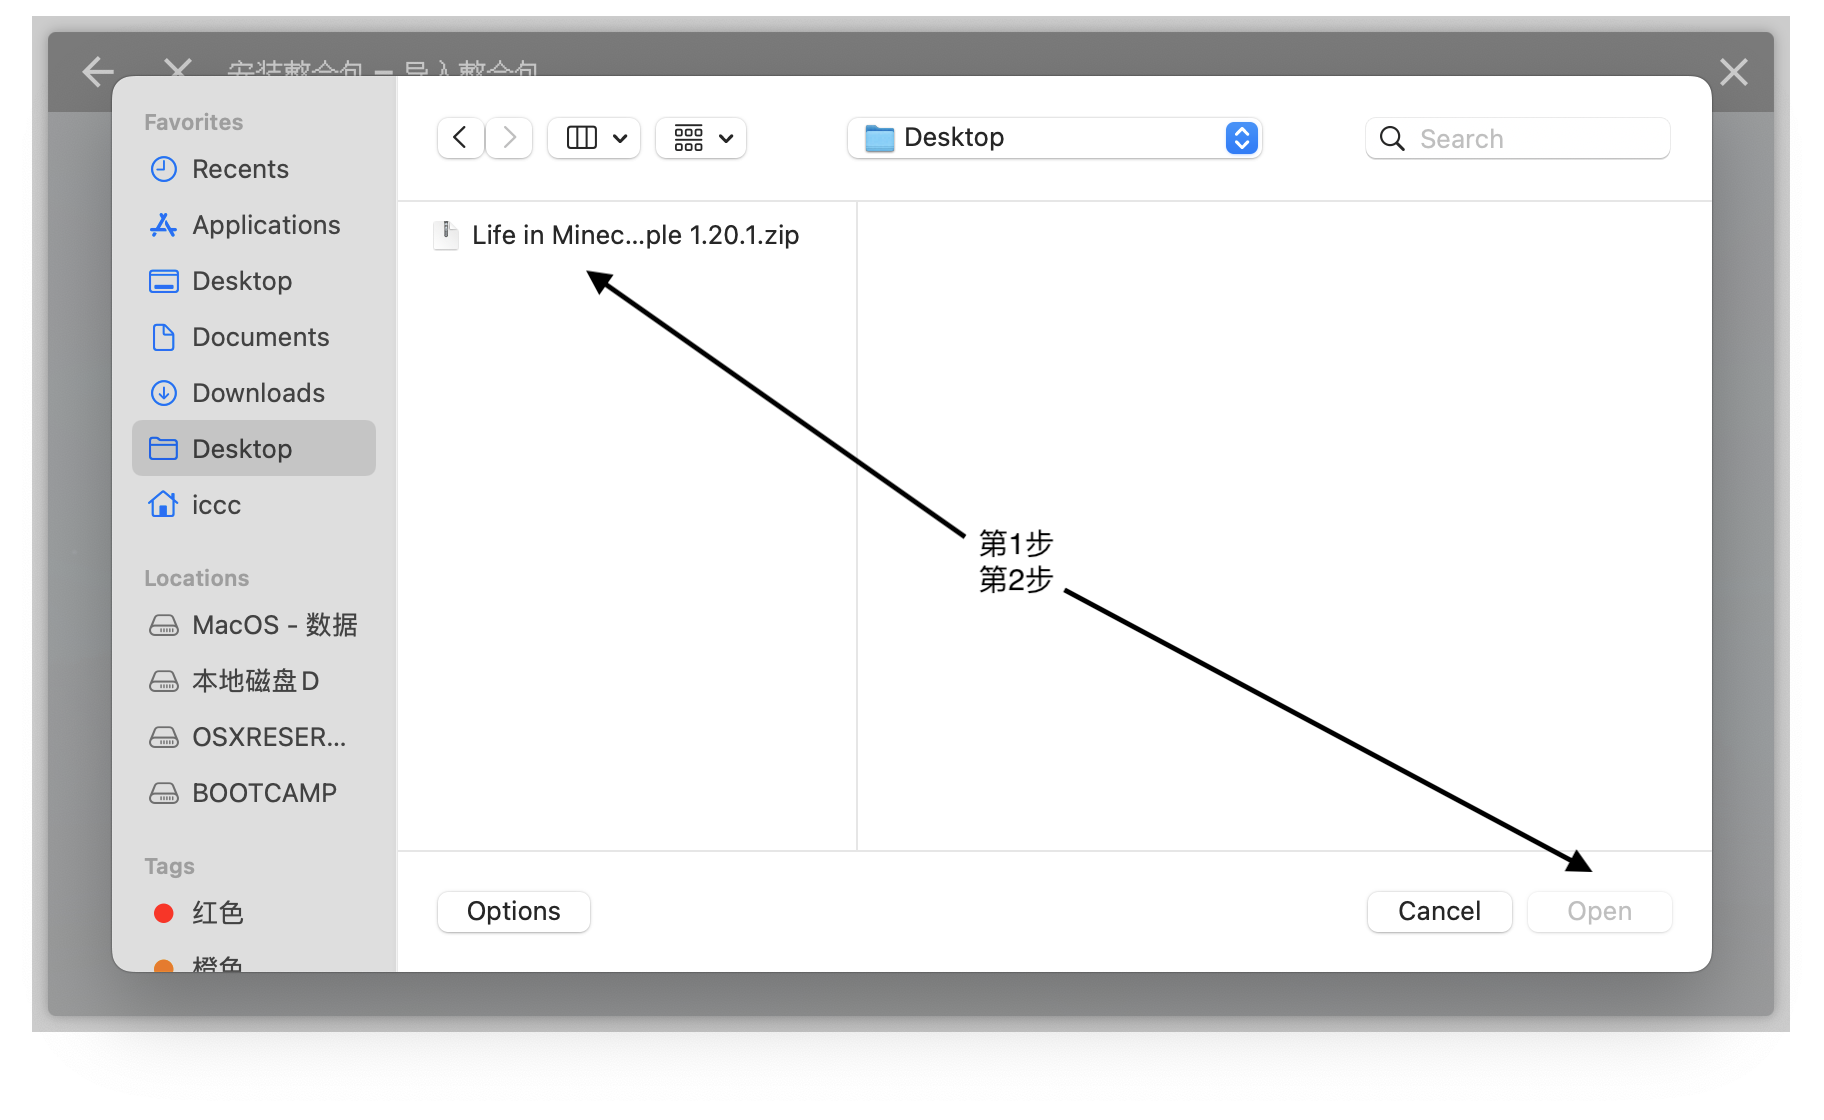 安装整合包 – 导入整合包
Favorites
Recents
Applications
Desktop
Documents
Downloads
Desktop
iccc
Locations
MacOS - 数据
本地磁盘D
OSXRESER...
BOOTCAMP
Tags
红色
橙色
Desktop
Search
Life in Minec...ple 1.20.1.zip
第1步
第2步
Options
Cancel
Open